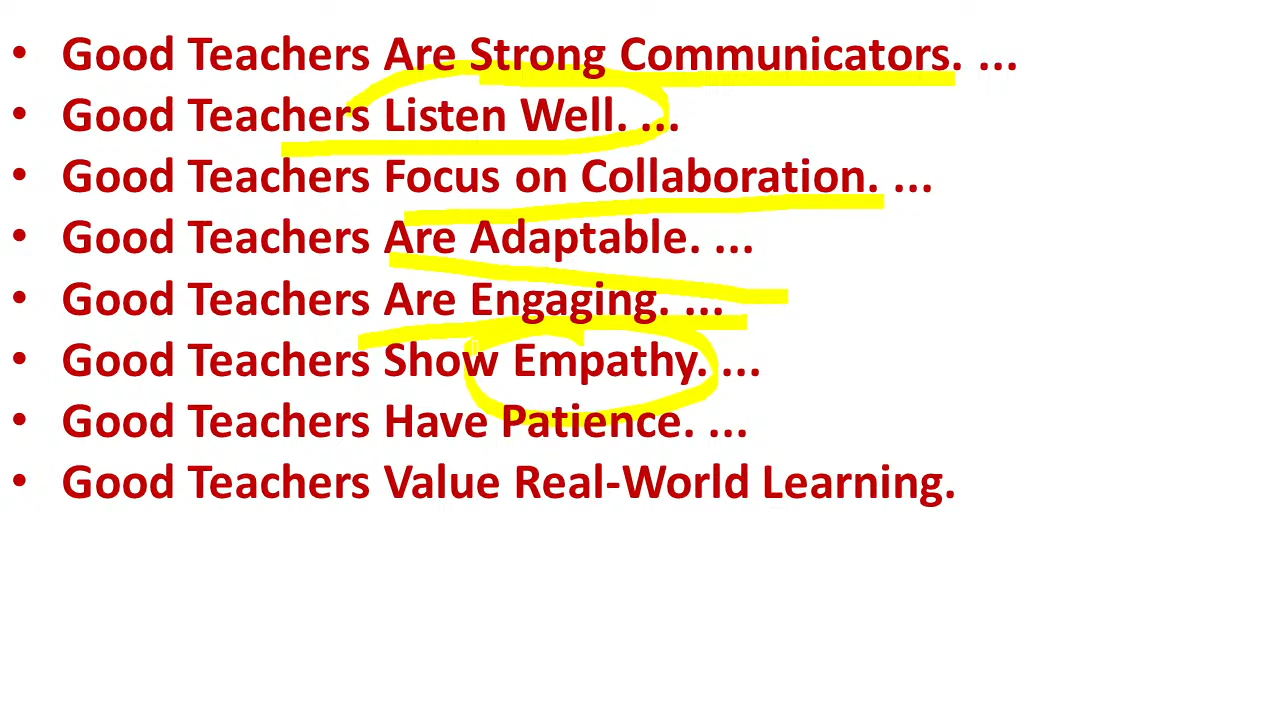 • Good Teachers Are Strong Communicators. ...
• Good Teachers Listen Well. ...
• Good Teachers Focus on Collaboration. ...
• Good Teachers Are Adaptable. ...
• Good Teachers Are Engaging. ...
• Good Teachers Show Empathy. ...
• Good Teachers Have Patience. ...
• Good Teachers Value Real-World Learning.